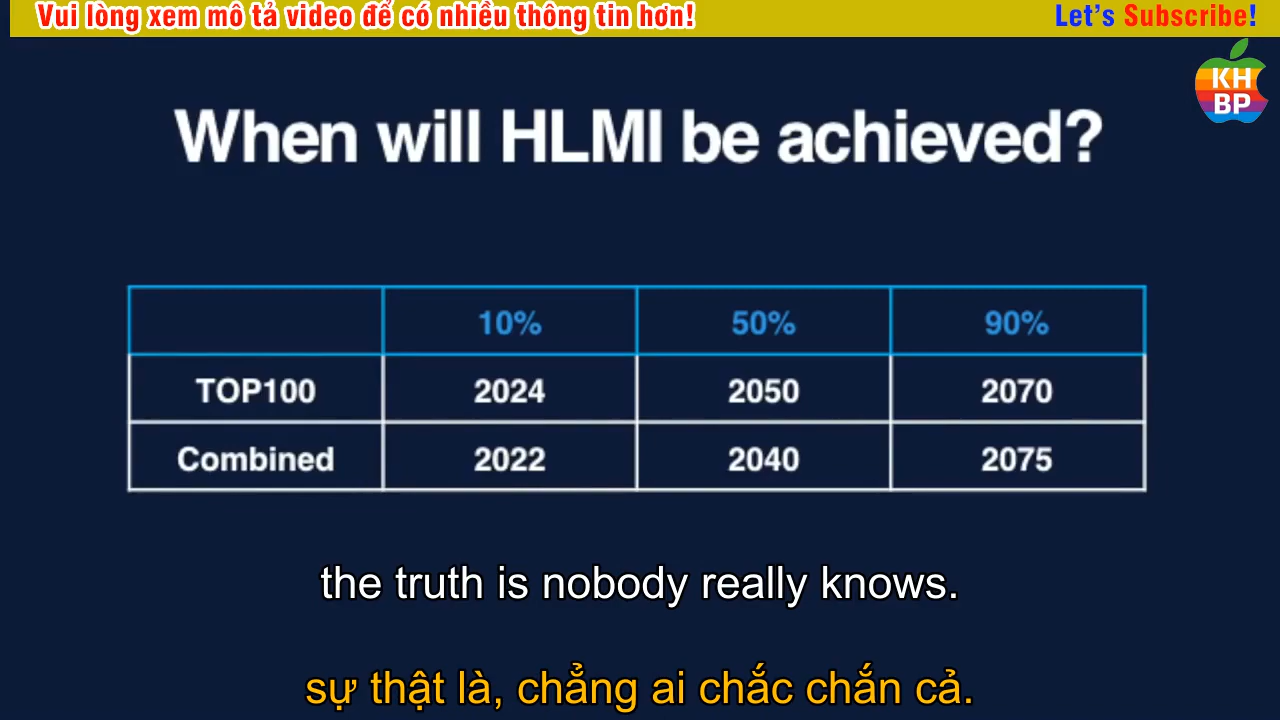 Vui lòng xem mô tả video để có nhiều thông tin hơn!
Let's Subscribe!
KH
BP
When will HLMI be achieved?
10% 50% 90%
TOP100 2024 2050 2070
Combined 2022 2040 2075
the truth is nobody really knows.
sự thật là, chẳng ai chắc chắn cả.